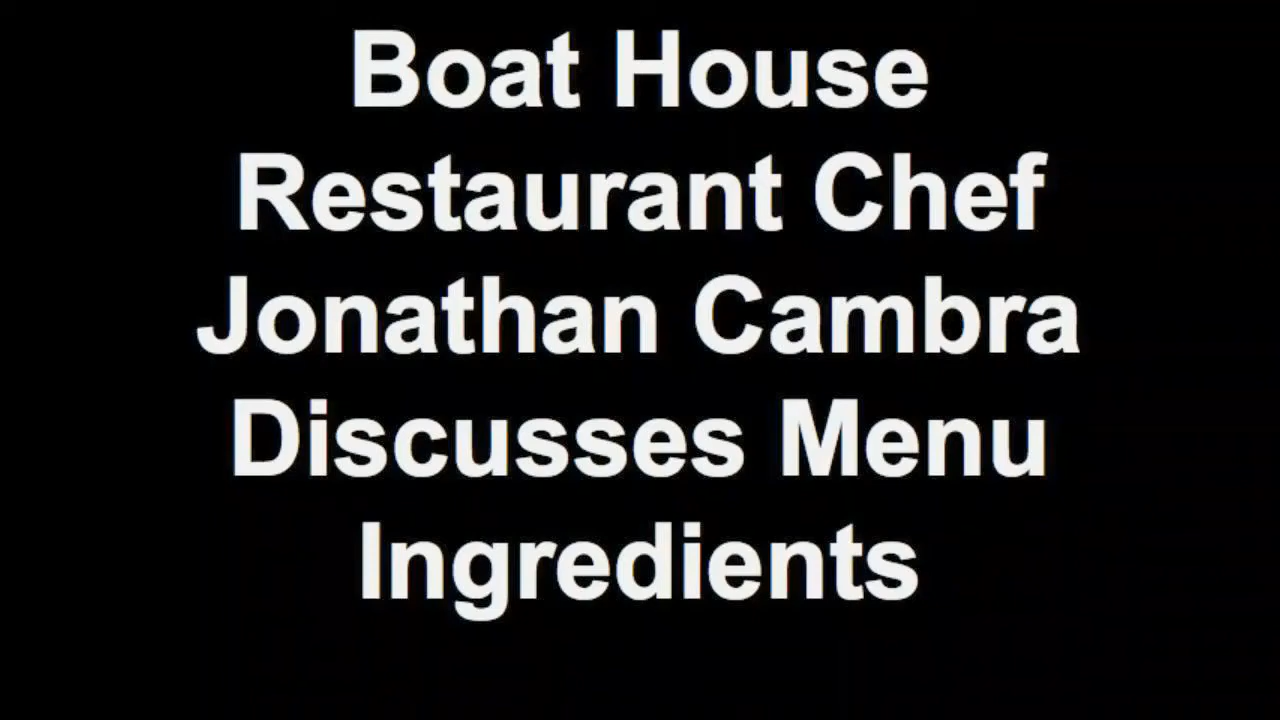 Boat House
Restaurant Chef
Jonathan Cambra
Discusses Menu
Ingredients